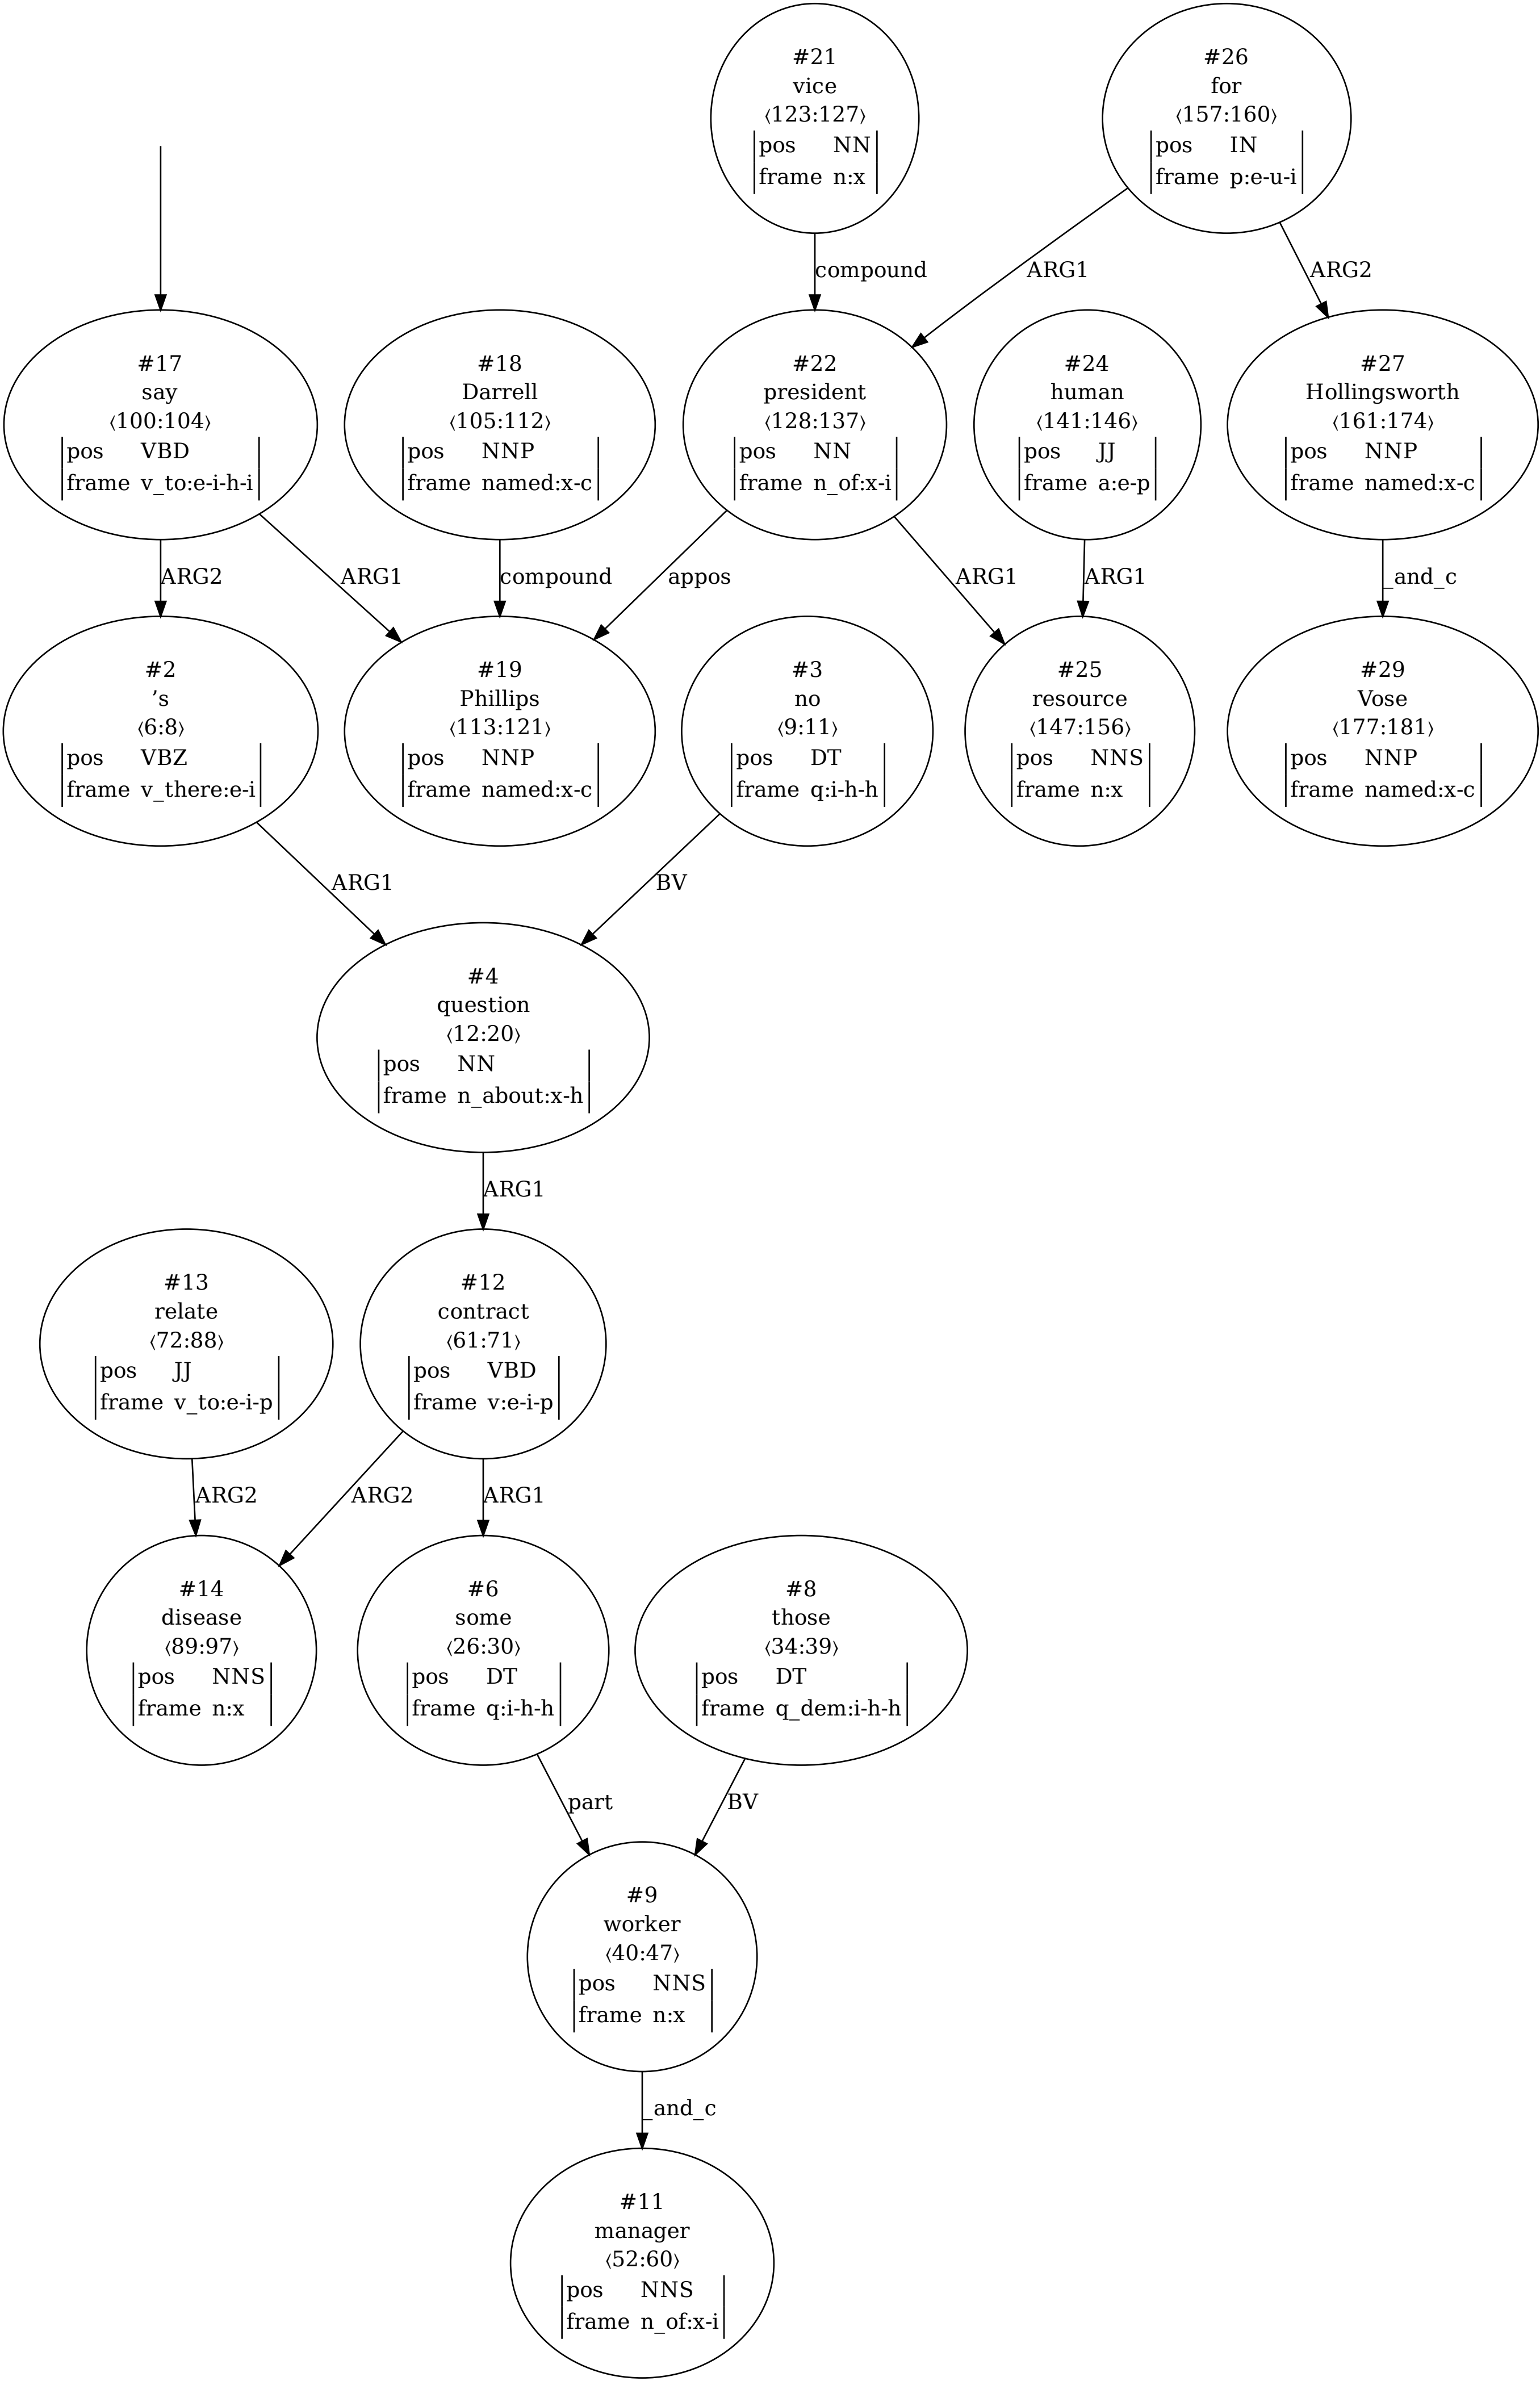 #21
vice
⟨123:127⟩
pos NN
frame n:x
#26
for
⟨157:160⟩
pos IN
frame p:e-u-i
compound
ARG1
ARG2
#17
say
⟨100:104⟩
pos VBD
frame v_to:e-i-h-i
#18
Darrell
⟨105:112⟩
pos NNP
frame named:x-c
#22
president
⟨128:137⟩
pos NN
frame n_of:x-i
#24
human
⟨141:146⟩
pos JJ
frame a:e-p
#27
Hollingsworth
⟨161:174⟩
pos NNP
frame named:x-c
ARG2
ARG1
compound
appos
ARG1
ARG1
_and_c
#2
’s
⟨6:8⟩
pos VBZ
frame v_there:e-i
#19
Phillips
⟨113:121⟩
pos NNP
frame named:x-c
#3
no
⟨9:11⟩
pos DT
frame q:i-h-h
#25
resource
⟨147:156⟩
pos NNS
frame n:x
#29
Vose
⟨177:181⟩
pos NNP
frame named:x-c
ARG1
BV
#4
question
⟨12:20⟩
pos NN
frame n_about:x-h
ARG1
#13
relate
⟨72:88⟩
pos JJ
frame v_to:e-i-p
#12
contract
⟨61:71⟩
pos VBD
frame v:e-i-p
ARG2
ARG2
ARG1
#14
disease
⟨89:97⟩
pos NNS
frame n:x
#6
some
⟨26:30⟩
pos DT
frame q:i-h-h
#8
those
⟨34:39⟩
pos DT
frame q_dem:i-h-h
part
BV
#9
worker
⟨40:47⟩
pos NNS
frame n:x
_and_c
#11
manager
⟨52:60⟩
pos NNS
frame n_of:x-i